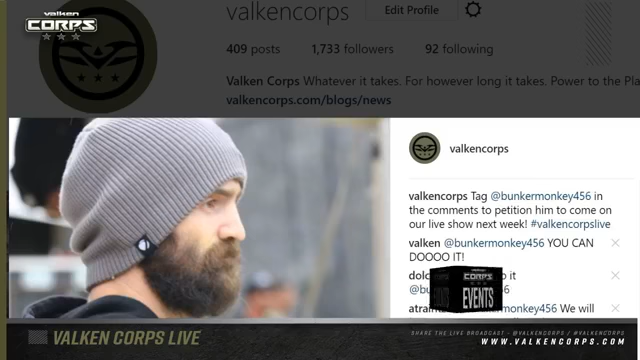 valken
CORPS
valkencorps
Edit Profile
409 posts 1,733 followers 92 following
Valken Corps Whatever it takes. For however long it takes. Power to the Pla
valkencorps.com/blogs/news
valkencorps
valkencorps Tag @bunkermonkey456 in
the comments to petition him to come on
our live show next week! #valkencorpslive
valken @bunkermonkey456 YOU CAN
DOOOO IT!
CORPS
EVENTS
We will
VALKEN CORPS LIVE
SHARE THE LIVE BROADCAST - @VALKENCORPS / #VALKENCORPS
WWW.VALKENCORPS.COM